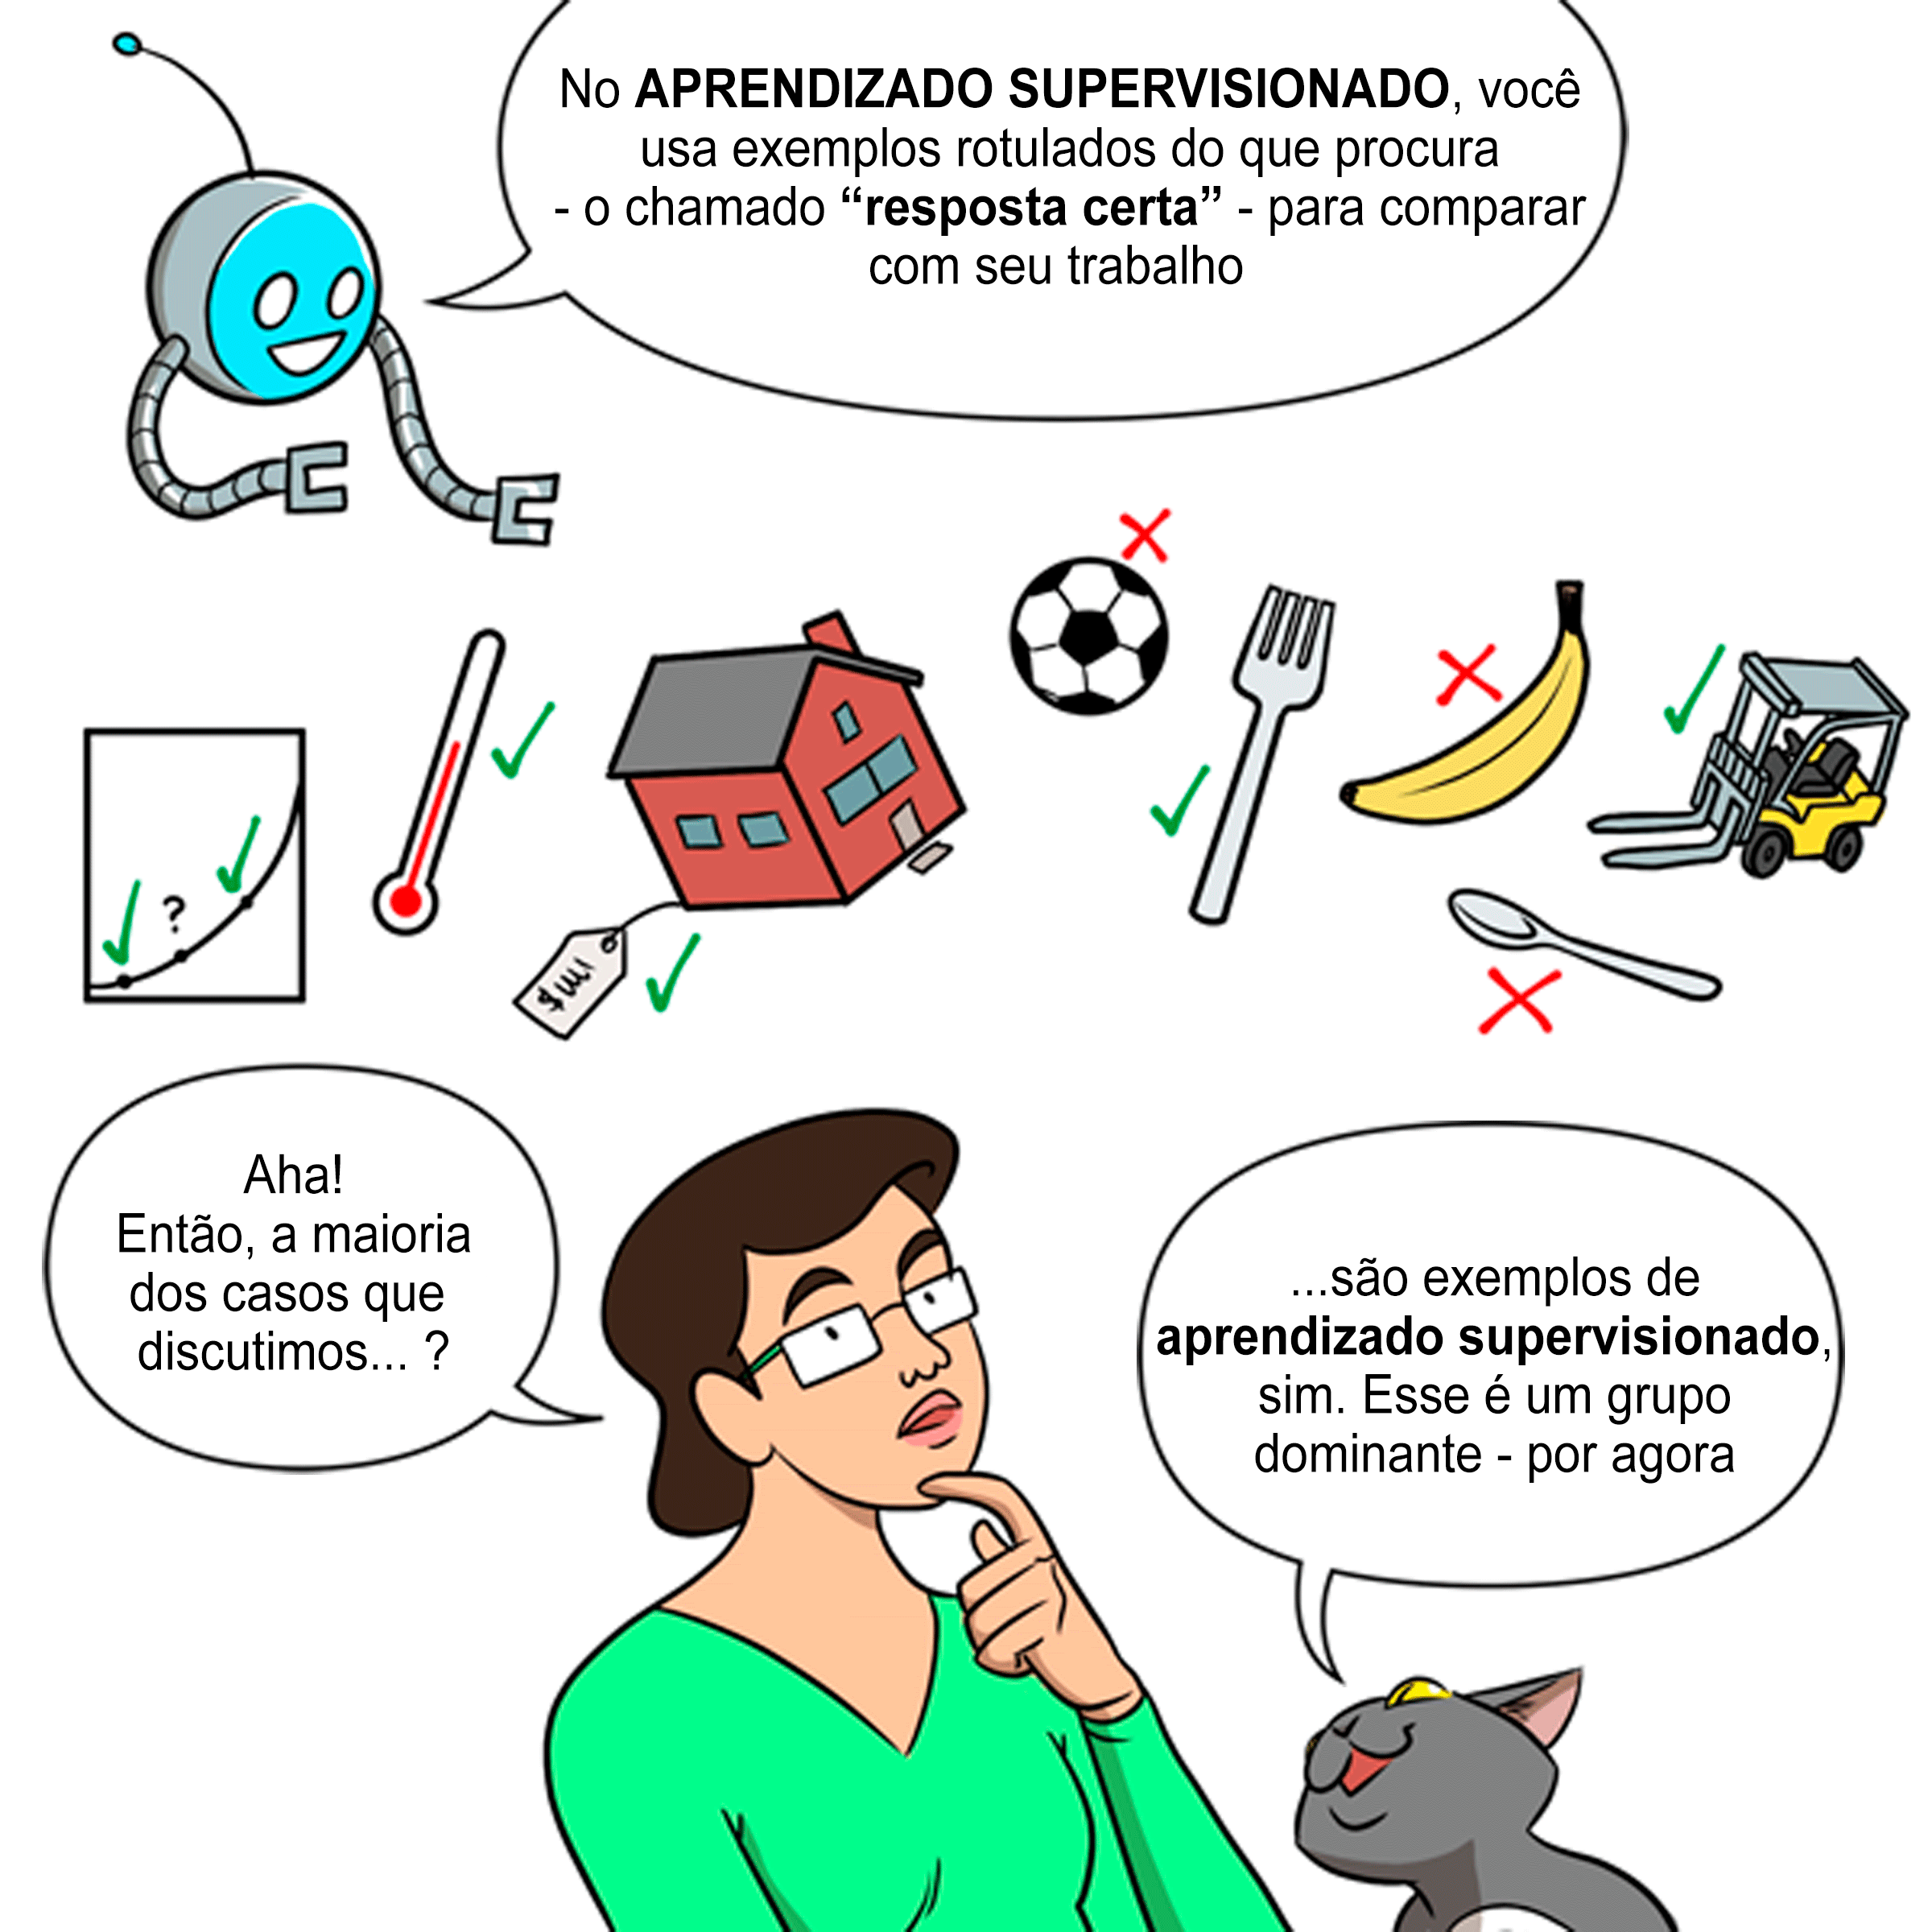 No APRENDIZADO SUPERVISIONADO, você
usa exemplos rotulados do que procura
- o chamado “resposta certa” - para comparar
com seu trabalho
?
Aha!
Então, a maioria
dos casos que
discutimos... ?
...são exemplos de
aprendizado supervisionado,
sim. Esse é um grupo
dominante - por agora